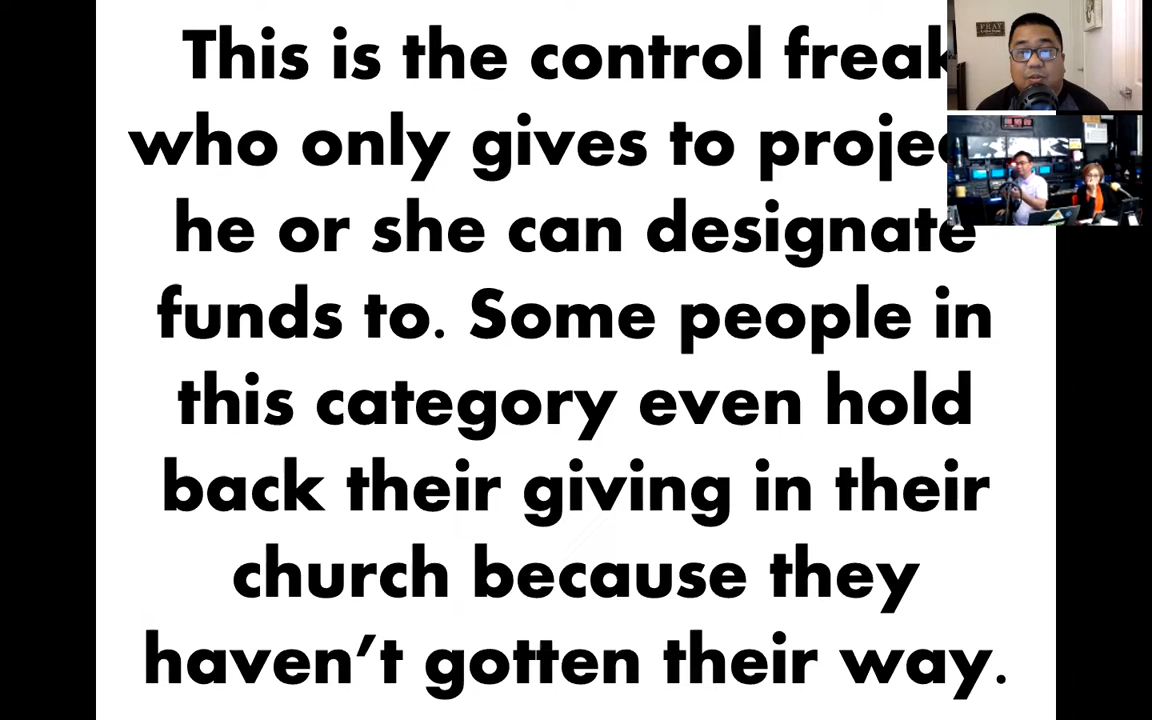 This is the control freak
who only gives to
he or she can designate
funds to. Some people in
this category even hold
back their giving in their
church because they
haven’t gotten their way.
PRAY